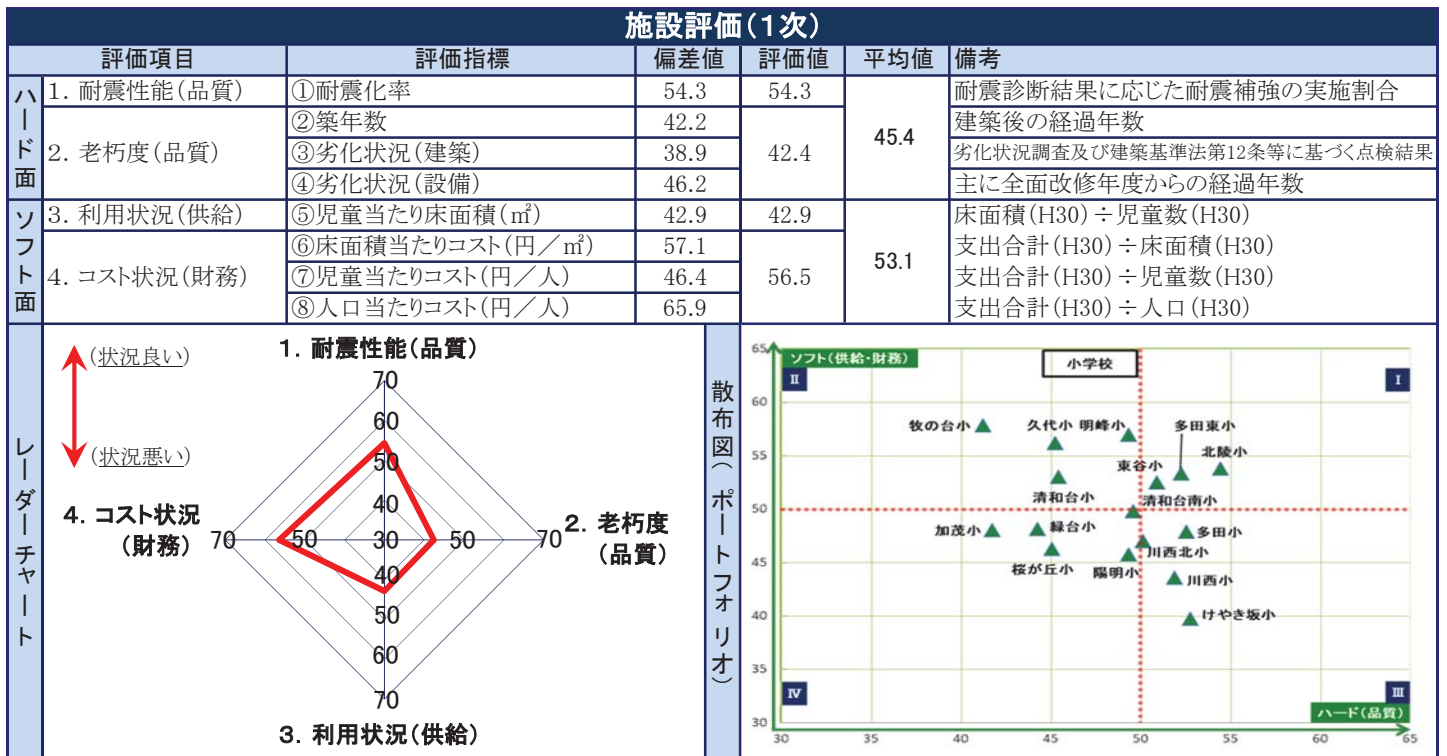 施設評価(1次)
評価項目 評価指標 偏差値 評価値 平均値 備考
ハード面
1. 耐震性能(品質) ①耐震化率 54.3 54.3 耐震診断結果に応じた耐震補強の実施割合
2. 老朽度(品質) ②築年数 42.2 42.4 45.4 建築後の経過年数
③劣化状況(建築) 38.9 劣化状況調査及び建築基準法第12条等に基づく点検結果
④劣化状況(設備) 46.2 主に全面改修年度からの経過年数
ソフト面
3. 利用状況(供給) ⑤児童当たり床面積(㎡) 42.9 42.9 床面積(H30)÷児童数(H30)
4. コスト状況(財務) ⑥床面積当たりコスト(円/㎡) 57.1 56.5 53.1 支出合計(H30)÷床面積(H30)
⑦児童当たりコスト(円/人) 46.4 支出合計(H30)÷児童数(H30)
⑧人口当たりコスト(円/人) 65.9 支出合計(H30)÷人口(H30)
レーダーチャート
(状況良い)
(状況悪い)
1. 耐震性能(品質)
70
60
50
40
4. コスト状況
(財務)
70 50 30 50 70
2. 老朽度
(品質)
40
50
60
70
3. 利用状況(供給)
散布図(ポートフォリオ)
65
ソフト(供給・財務)
小学校
II
I
60
牧の台小
久代小
明峰小
多田東小
北陵小
55
東谷小
清和台小
清和台南小
50
加茂小
緑台小
多田小
川西北小
45
桜が丘小
陽明小
川西小
けやき坂小
40
35
IV
III
ハード(品質)
30
30 35 40 45 50 55 60 65